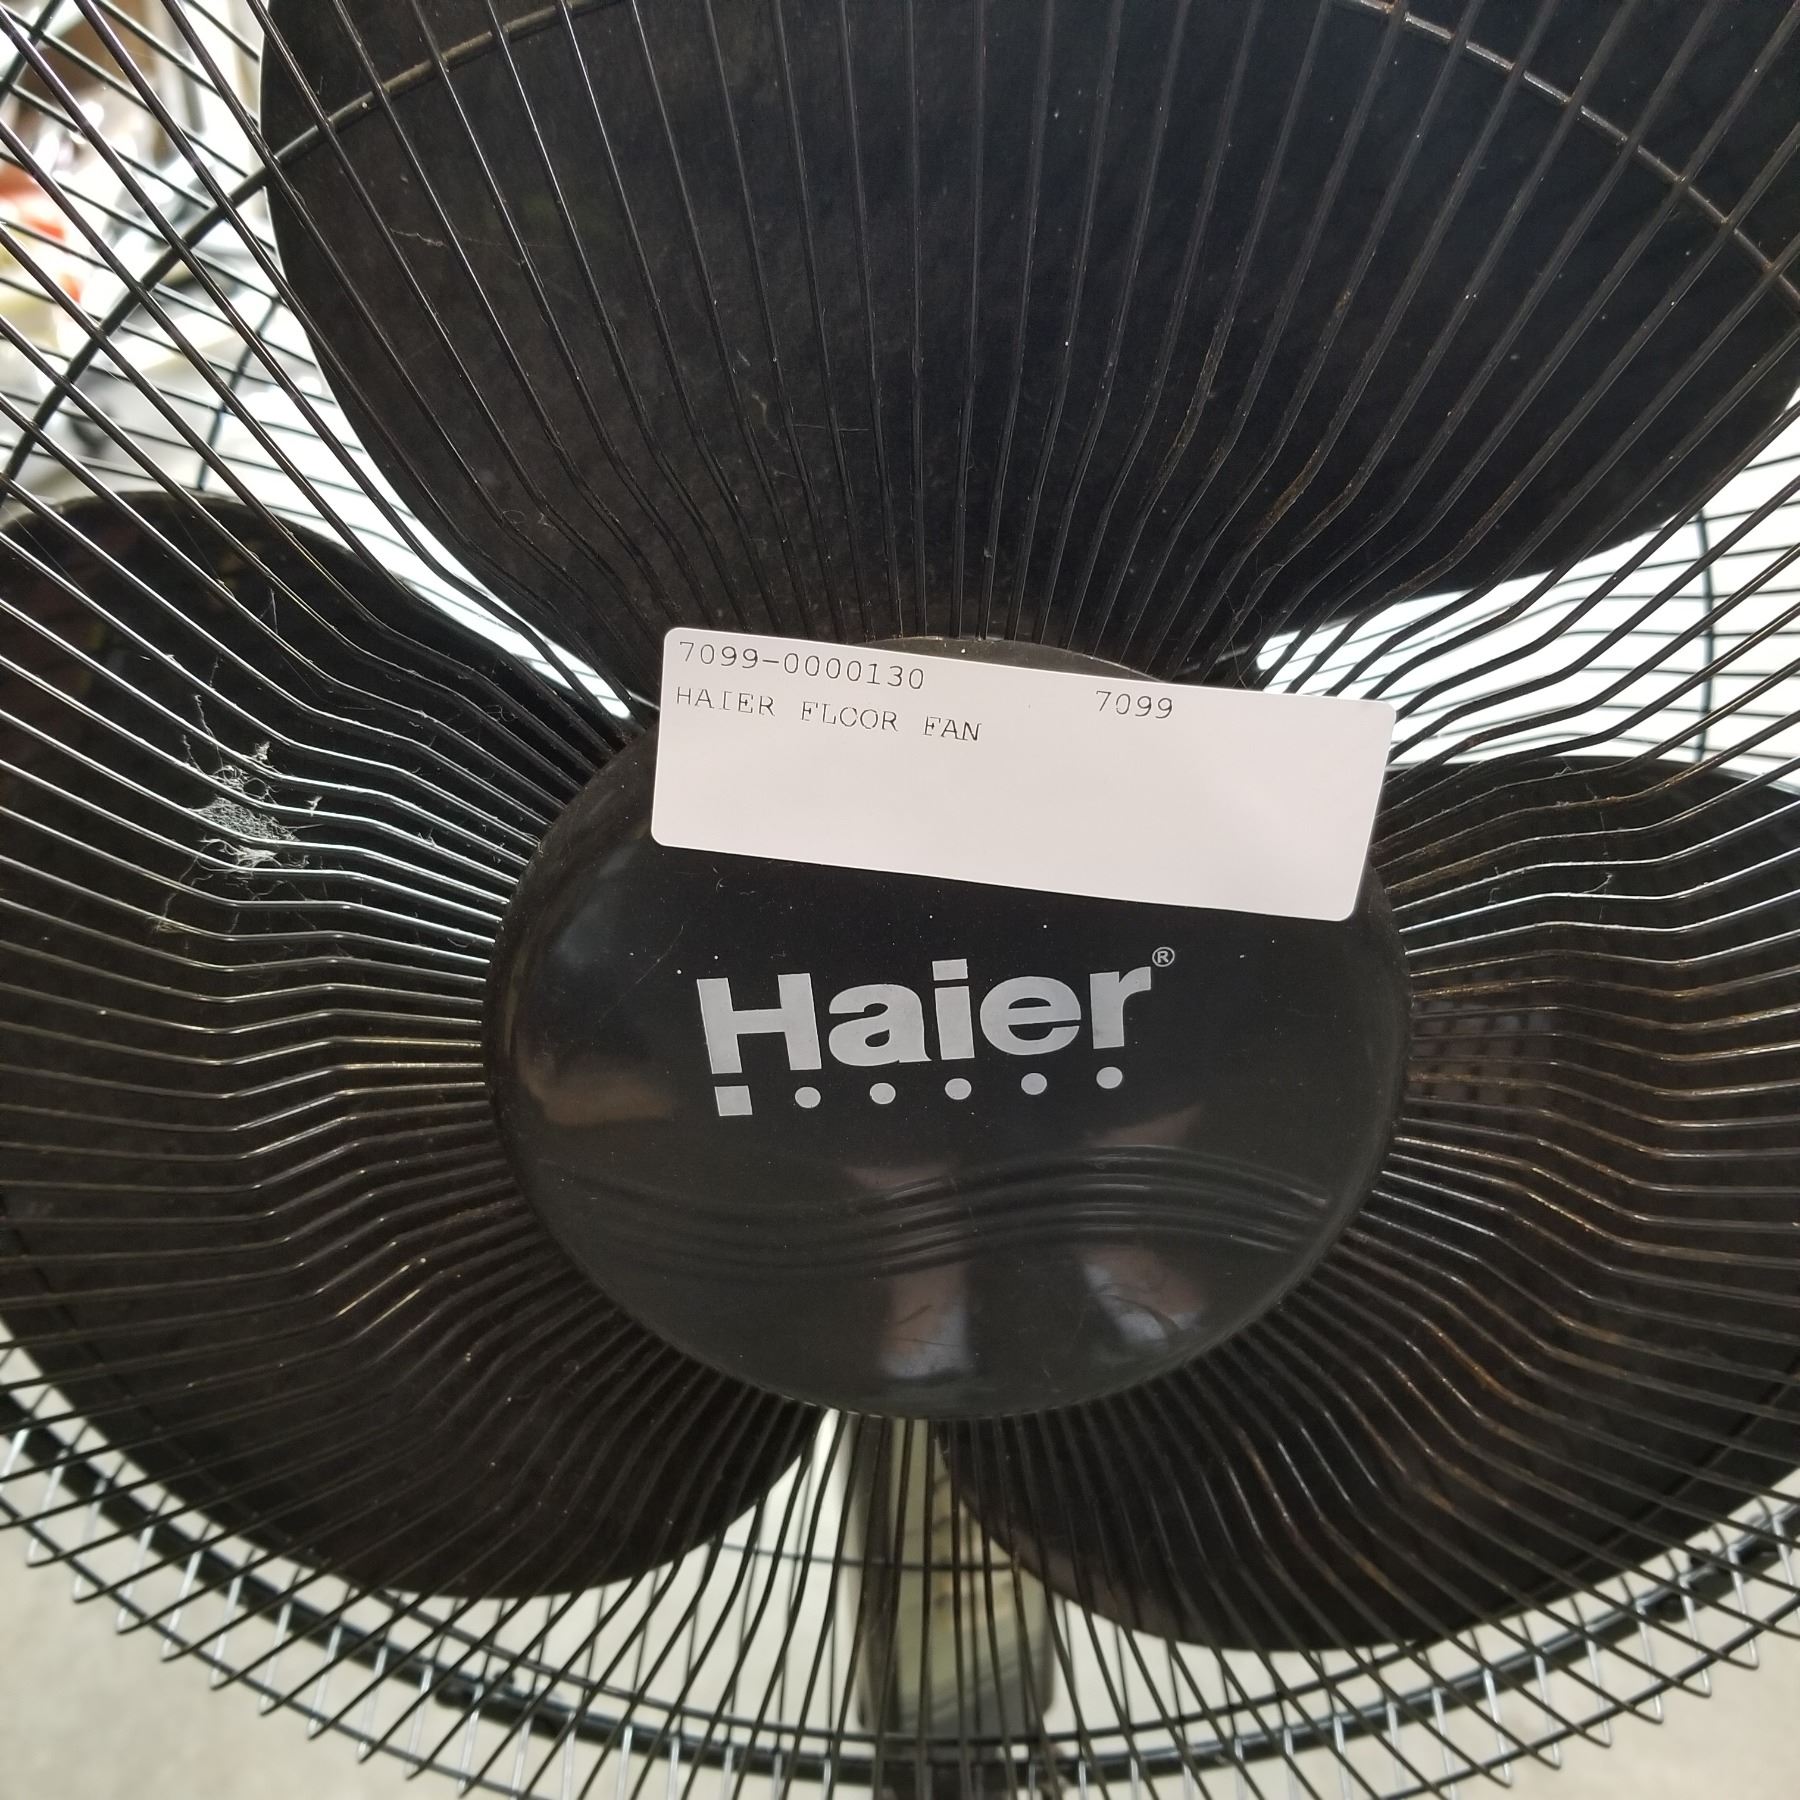 7099-0000130
7099
HAIER FLOOR FAN
Haier®